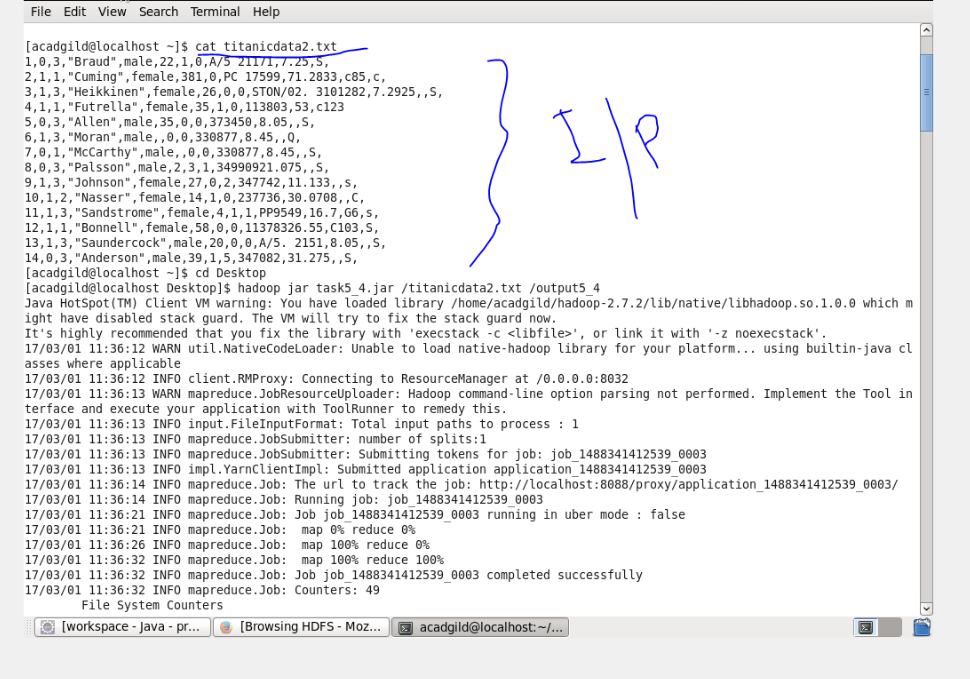 File Edit View Search Terminal Help
[acadgild@localhost ~]$ cat titanicdata2.txt
1,0,3,"Braud",male,22,1,0,A/5 21171,7.25,S,
2,1,1,"Cuming",female,381,0,PC 17599,71.2833,c85,c,
3,1,3,"Heikkinen",female,26,0,0,STON/02. 3101282,7.2925,,S,
4,1,1,"Futrella",female,35,1,0,113803,53,c123
5,0,3,"Allen",male,35,0,0,373450,8.05,,S,
6,1,3,"Moran",male,,0,0,330877,8.45,,Q,
7,0,1,"McCarthy",male,,0,0,330877,8.45,,S,
8,0,3,"Palsson",male,2,3,1,34990921.075,,S,
9,1,3,"Johnson",female,27,0,2,347742,11.133,,s,
10,1,2,"Nasser",female,14,1,0,237736,30.0708,,C,
11,1,3,"Sandstrome",female,4,1,1,PP9549,16.7,G6,s,
12,1,1,"Bonnell",female,58,0,0,11378326.55,C103,S,
13,1,3,"Saundercock",male,20,0,0,A/5. 2151,8.05,,S,
14,0,3,"Anderson",male,39,1,5,347082,31.275,,S,
I/P
[acadgild@localhost ~]$ cd Desktop
[acadgild@localhost Desktop]$ hadoop jar task5_4.jar /titanicdata2.txt /output5_4
Java HotSpot(TM) Client VM warning: You have loaded library /home/acadgild/hadoop-2.7.2/lib/native/libhadoop.so.1.0.0 which m
ight have disabled stack guard. The VM will try to fix the stack guard now.
It's highly recommended that you fix the library with 'execstack -c <libfile>', or link it with '-z noexecstack'.
17/03/01 11:36:12 WARN util.NativeCodeLoader: Unable to load native-hadoop library for your platform... using builtin-java cl
asses where applicable
17/03/01 11:36:12 INFO client.RMProxy: Connecting to ResourceManager at /0.0.0.0:8032
17/03/01 11:36:13 WARN mapreduce.JobResourceUploader: Hadoop command-line option parsing not performed. Implement the Tool in
terface and execute your application with ToolRunner to remedy this.
17/03/01 11:36:13 INFO input.FileInputFormat: Total input paths to process : 1
17/03/01 11:36:13 INFO mapreduce.JobSubmitter: number of splits:1
17/03/01 11:36:13 INFO mapreduce.JobSubmitter: Submitting tokens for job: job_1488341412539_0003
17/03/01 11:36:13 INFO impl.YarnClientImpl: Submitted application application_1488341412539_0003
17/03/01 11:36:14 INFO mapreduce.Job: The url to track the job: http://localhost:8088/proxy/application_1488341412539_0003/
17/03/01 11:36:14 INFO mapreduce.Job: Running job: job_1488341412539_0003
17/03/01 11:36:21 INFO mapreduce.Job: Job job_1488341412539_0003 running in uber mode : false
17/03/01 11:36:21 INFO mapreduce.Job:  map 0% reduce 0%
17/03/01 11:36:26 INFO mapreduce.Job:  map 100% reduce 0%
17/03/01 11:36:32 INFO mapreduce.Job:  map 100% reduce 100%
17/03/01 11:36:32 INFO mapreduce.Job: Job job_1488341412539_0003 completed successfully
17/03/01 11:36:32 INFO mapreduce.Job: Counters: 49
File System Counters
[workspace - Java - pr... [Browsing HDFS - Moz... acadgild@localhost:~/...